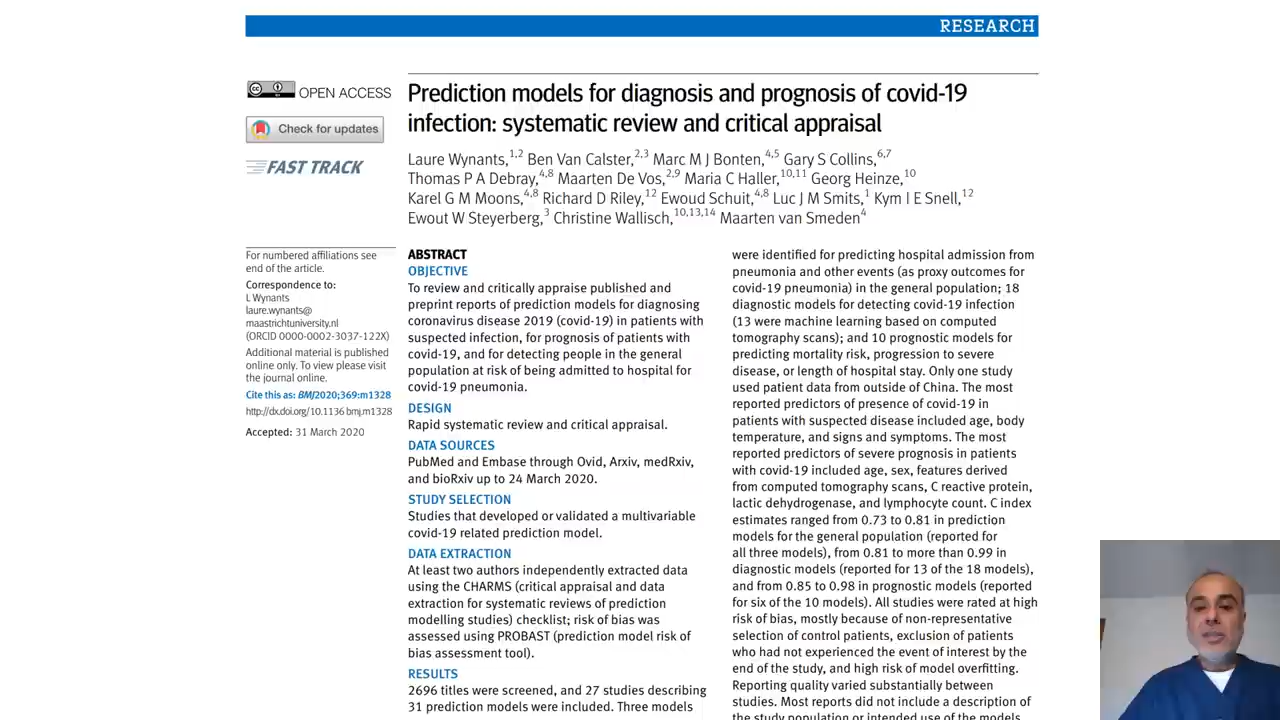 RESEARCH
OPEN ACCESS
Check for updates
FAST TRACK
Prediction models for diagnosis and prognosis of covid-19
infection: systematic review and critical appraisal
Laure Wynants,1,2 Ben Van Calster,2,3 Marc M J Bonten,4,5 Gary S Collins,6,7
Thomas P A Debray,4,8 Maarten De Vos,2,9 Maria C Haller,10,11 Georg Heinze,10
Karel G M Moons,4,8 Richard D Riley,12 Ewoud Schuit,4,8 Luc J M Smits,1 Kym I E Snell,12
Ewout W Steyerberg,3 Christine Wallisch,10,13,14 Maarten van Smeden4
For numbered affiliations see
end of the article.
Correspondence to:
L Wynants
laure.wynants@
maastrichtuniversity.nl
(ORCID 0000-0002-3037-122X)
Additional material is published
online only. To view please visit
the journal online.
Cite this as: BMJ2020;369:m1328
http://dx.doi.org/10.1136 bmj.m1328
Accepted: 31 March 2020
ABSTRACT
OBJECTIVE
To review and critically appraise published and
preprint reports of prediction models for diagnosing
coronavirus disease 2019 (covid-19) in patients with
suspected infection, for prognosis of patients with
covid-19, and for detecting people in the general
population at risk of being admitted to hospital for
covid-19 pneumonia.
DESIGN
Rapid systematic review and critical appraisal.
DATA SOURCES
PubMed and Embase through Ovid, Arxiv, medRxiv,
and bioRxiv up to 24 March 2020.
STUDY SELECTION
Studies that developed or validated a multivariable
covid-19 related prediction model.
DATA EXTRACTION
At least two authors independently extracted data
using the CHARMS (critical appraisal and data
extraction for systematic reviews of prediction
modelling studies) checklist; risk of bias was
assessed using PROBAST (prediction model risk of
bias assessment tool).
RESULTS
2696 titles were screened, and 27 studies describing
31 prediction models were included. Three models
were identified for predicting hospital admission from
pneumonia and other events (as proxy outcomes for
covid-19 pneumonia) in the general population; 18
diagnostic models for detecting covid-19 infection
(13 were machine learning based on computed
tomography scans); and 10 prognostic models for
predicting mortality risk, progression to severe
disease, or length of hospital stay. Only one study
used patient data from outside of China. The most
reported predictors of presence of covid-19 in
patients with suspected disease included age, body
temperature, and signs and symptoms. The most
reported predictors of severe prognosis in patients
with covid-19 included age, sex, features derived
from computed tomography scans, C reactive protein,
lactic dehydrogenase, and lymphocyte count. C index
estimates ranged from 0.73 to 0.81 in prediction
models for the general population (reported for
all three models), from 0.81 to more than 0.99 in
diagnostic models (reported for 13 of the 18 models),
and from 0.85 to 0.98 in prognostic models (reported
for six of the 10 models). All studies were rated at high
risk of bias, mostly because of non-representative
selection of control patients, exclusion of patients
who had not experienced the event of interest by the
end of the study, and high risk of model overfitting.
Reporting quality varied substantially between
studies. Most reports did not include a description of
the study population or intended use of the models,